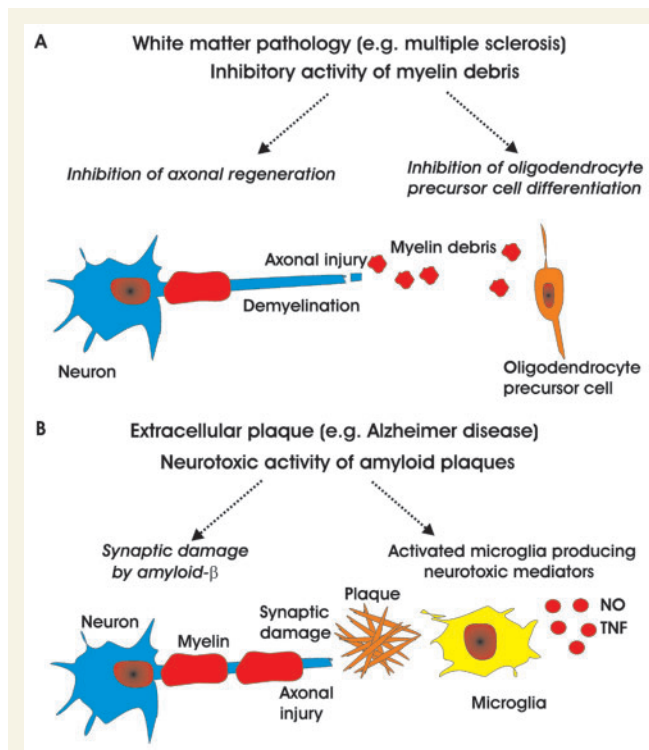 A
White matter pathology (e.g. multiple sclerosis)
Inhibitory activity of myelin debris
Inhibition of axonal regeneration
Inhibition of oligodendrocyte
precursor cell differentiation
Axonal injury
Myelin debris
Demyelination
Neuron
Oligodendrocyte
precursor cell
B
Extracellular plaque (e.g. Alzheimer disease)
Neurotoxic activity of amyloid plaques
Synaptic damage
by amyloid-β
Activated microglia producing
neurotoxic mediators
Neuron
Myelin
Synaptic
damage
Plaque
NO
TNF
Axonal
injury
Microglia